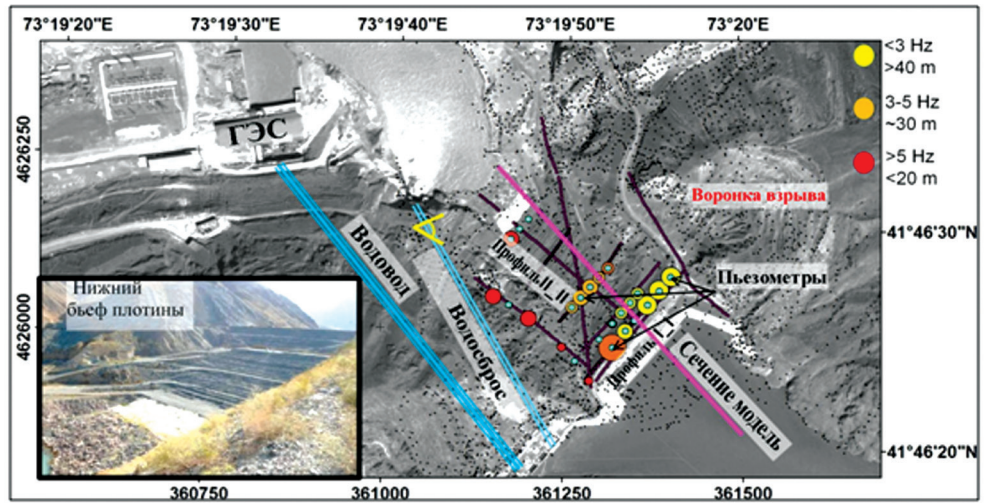 73°19'20"E
73°19'30"E
73°19'40"E
73°19'50"E
73°20"E
<3 Hz
>40 m
3-5 Hz
~30 m
>5 Hz
<20 m
4626250
4626000
ГЭС
Воронка взрыва
41°46'30"N
41°46'20"N
Водовод
Водосброс
Профиль II_II
Пьезометры
Профиль I_I
Сечение модель
Нижний
бьеф плотины
360750
361000
361250
361500